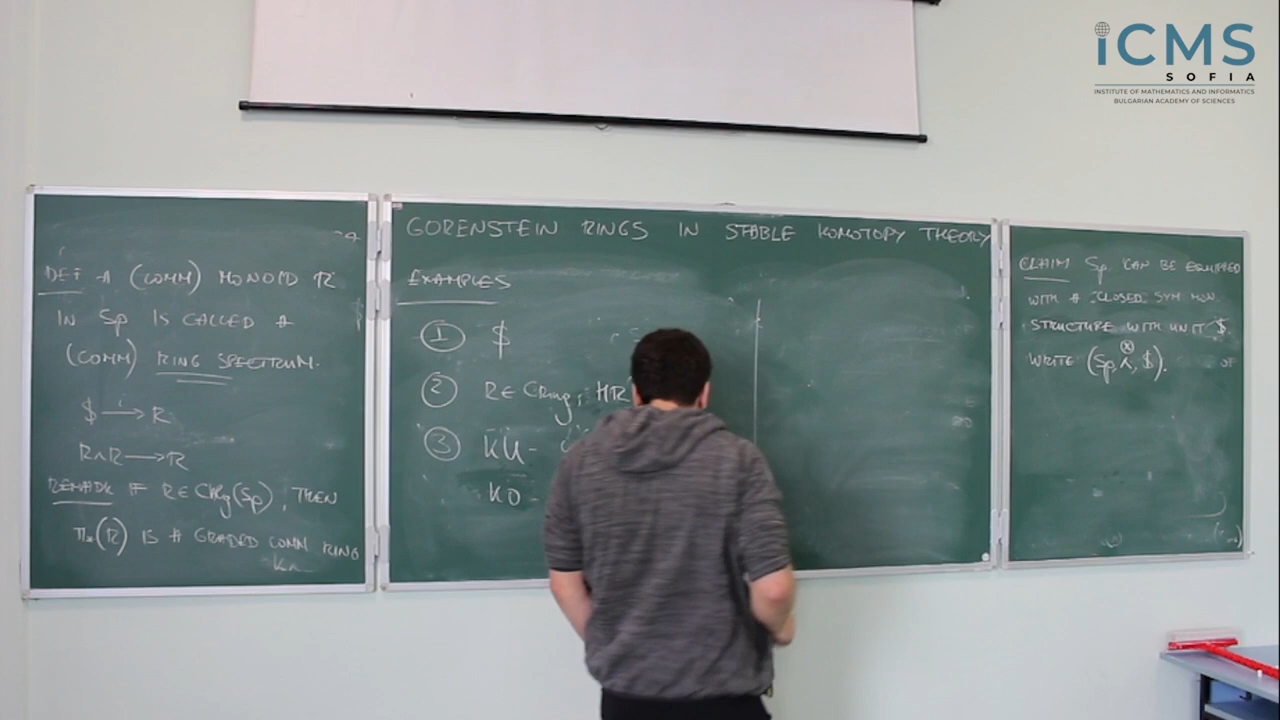 iCMS
SOFIA
INSTITUTE OF MATHEMATICS AND INFORMATICS
BULGARIAN ACADEMY OF SCIENCES
DEF A (COMM) MONOID R
IN Sp IS CALLED A
(COMM) RING SPECTRUM.
$ —i→ R
R∧R → R
REMARK IF R∈CRing(Sp), THEN
π*(R) IS A GRADED COMM RING
GORENSTEIN RINGS IN STABLE HOMOTOPY THEORY
EXAMPLES
① $
② R∈CRing, HR
③ KU -
KO -
CLAIM Sp CAN BE EQUIPPED
WITH A CLOSED SYM MON.
STRUCTURE WITH UNIT $.
WRITE (Sp, ⊗ ∧, $).